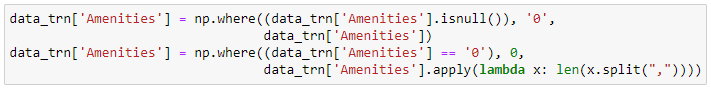 data_trn['Amenities'] = np.where((data_trn['Amenities'].isnull()), '0',
data_trn['Amenities'])
data_trn['Amenities'] = np.where((data_trn['Amenities'] == '0'), 0,
data_trn['Amenities'].apply(lambda x: len(x.split(","))))